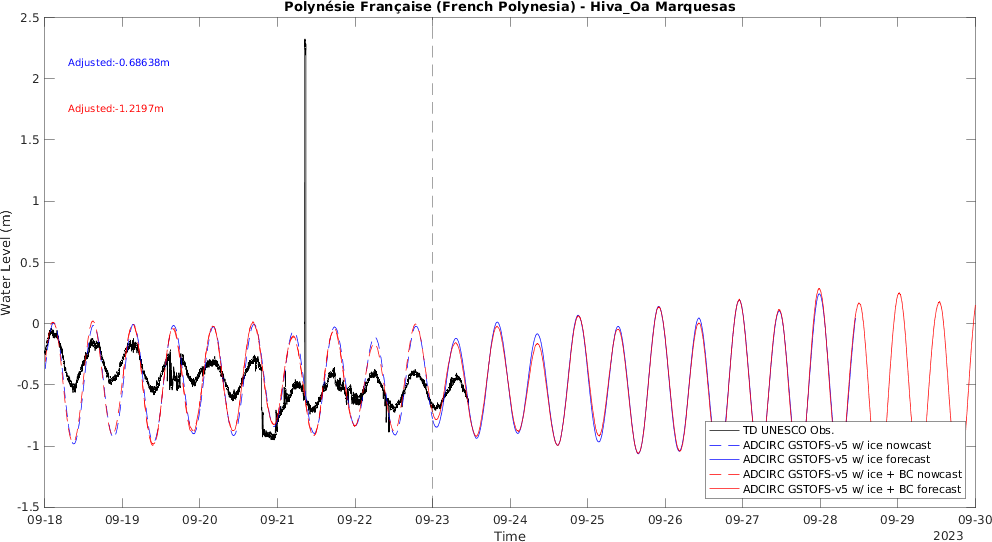 Polynésie Française (French Polynesia) - Hiva_Oa Marquesas
2.5
2
1.5
1
0.5
0
-0.5
-1
-1.5
Water Level (m)
Adjusted:-0.68638m
Adjusted:-1.2197m
TD UNESCO Obs.
ADCIRC GSTOFS-v5 w/ ice nowcast
ADCIRC GSTOFS-v5 w/ ice forecast
ADCIRC GSTOFS-v5 w/ ice + BC nowcast
ADCIRC GSTOFS-v5 w/ ice + BC forecast
09-18 09-19 09-20 09-21 09-22 09-23 09-24 09-25 09-26 09-27 09-28 09-29 09-30
Time
2023